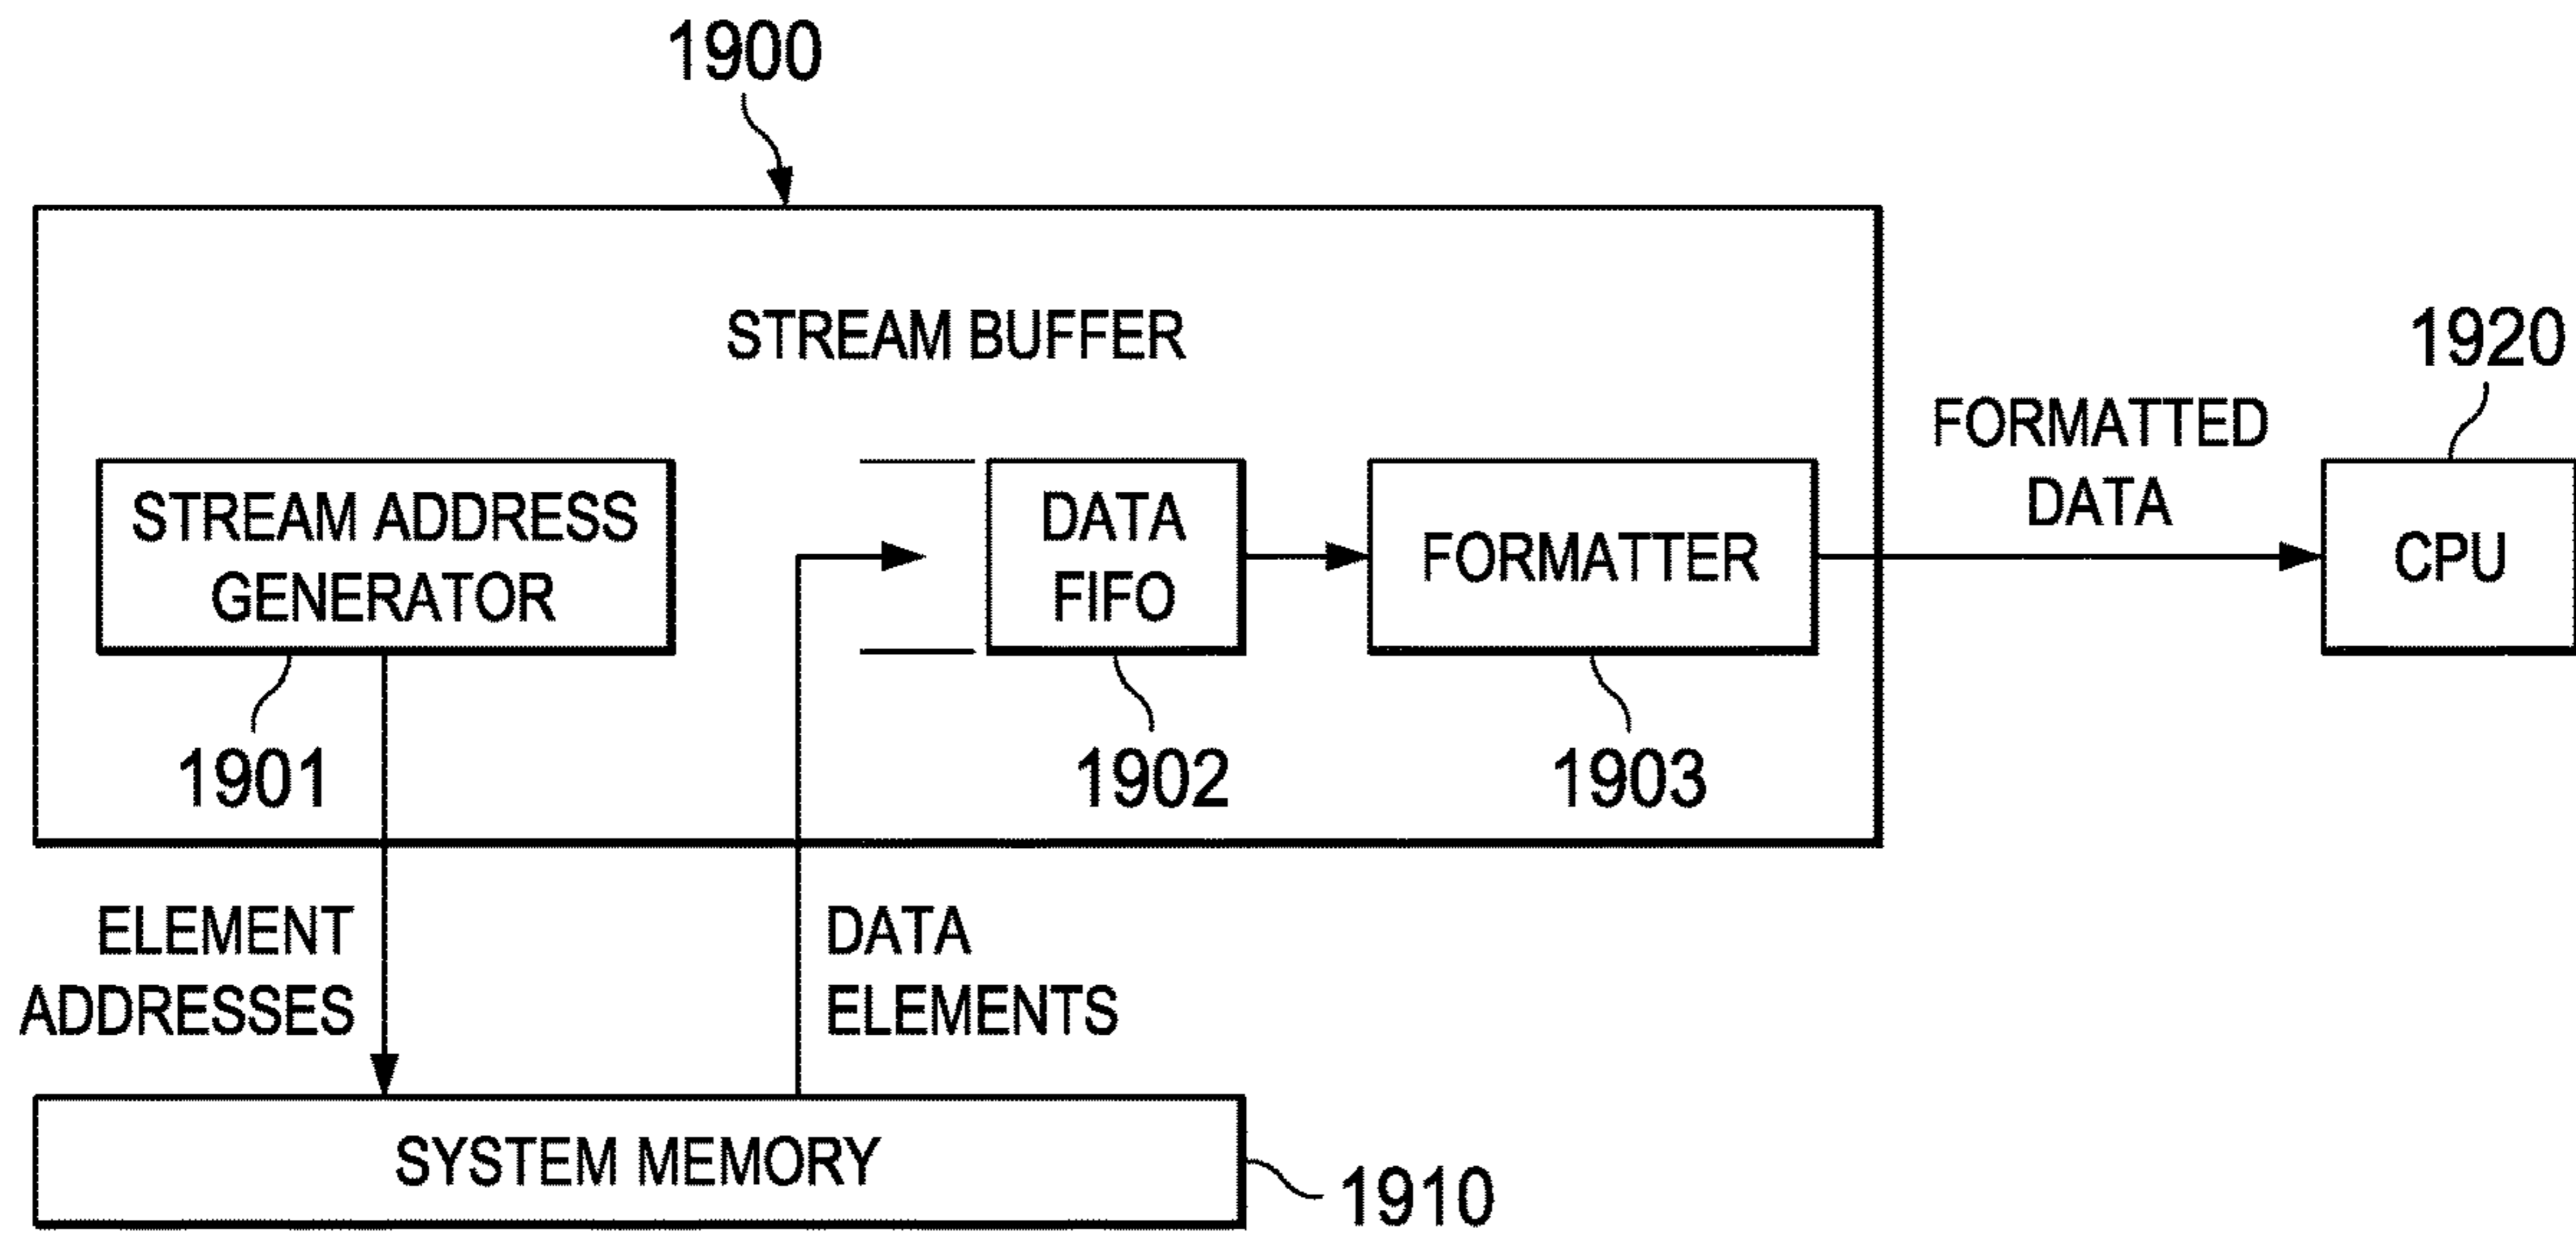 1900
STREAM BUFFER
1920
FORMATTED
DATA
STREAM ADDRESS
GENERATOR
DATA
FIFO
FORMATTER
CPU
1901
1902
1903
ELEMENT
ADDRESSES
DATA
ELEMENTS
SYSTEM MEMORY
1910